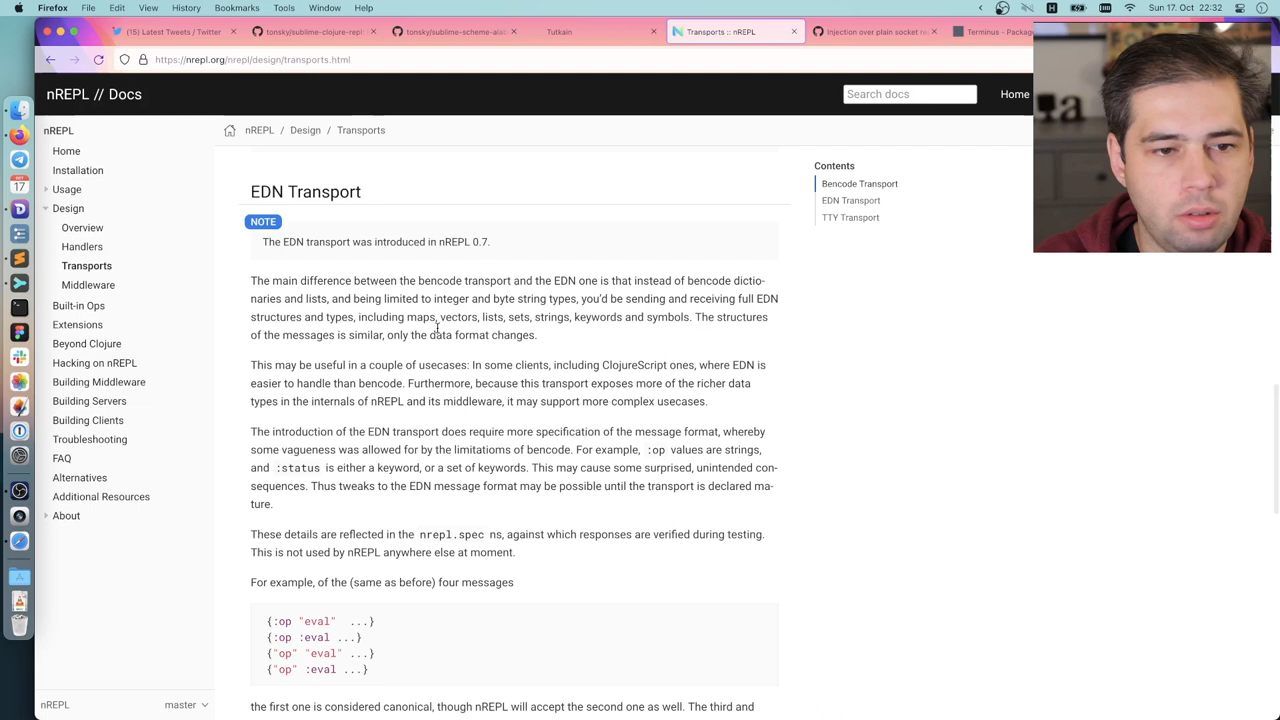 Firefox File Edit View History Bookmarks Tools Window Help
Sun 17. Oct 22:32
(15) Latest Tweets / Twitter
tonsky/sublime-clojure-repl
tonsky/sublime-scheme-alab
Tutkain
Transports :: nREPL
Injection over plain socket re
Terminus - Packag
https://nrepl.org/nrepl/design/transports.html
nREPL // Docs
Search docs
Home
nREPL
Home
Installation
Usage
Design
Overview
Handlers
Transports
Middleware
Built-in Ops
Extensions
Beyond Clojure
Hacking on nREPL
Building Middleware
Building Servers
Building Clients
Troubleshooting
FAQ
Alternatives
Additional Resources
About
nREPL
master
nREPL / Design / Transports
EDN Transport
NOTE
The EDN transport was introduced in nREPL 0.7.
The main difference between the bencode transport and the EDN one is that instead of bencode dictio-
naries and lists, and being limited to integer and byte string types, you'd be sending and receiving full EDN
structures and types, including maps, vectors, lists, sets, strings, keywords and symbols. The structures
of the messages is similar, only the data format changes.
This may be useful in a couple of usecases: In some clients, including ClojureScript ones, where EDN is
easier to handle than bencode. Furthermore, because this transport exposes more of the richer data
types in the internals of nREPL and its middleware, it may support more complex usecases.
The introduction of the EDN transport does require more specification of the message format, whereby
some vagueness was allowed for by the limitatioms of bencode. For example, :op values are strings,
and :status is either a keyword, or a set of keywords. This may cause some surprised, unintended con-
sequences. Thus tweaks to the EDN message format may be possible until the transport is declared ma-
ture.
These details are reflected in the nrepl.spec ns, against which responses are verified during testing.
This is not used by nREPL anywhere else at moment.
For example, of the (same as before) four messages
{:op "eval" ...}
{:op :eval ...}
{"op" "eval" ...}
{"op" :eval ...}
the first one is considered canonical, though nREPL will accept the second one as well. The third and
Contents
Bencode Transport
EDN Transport
TTY Transport